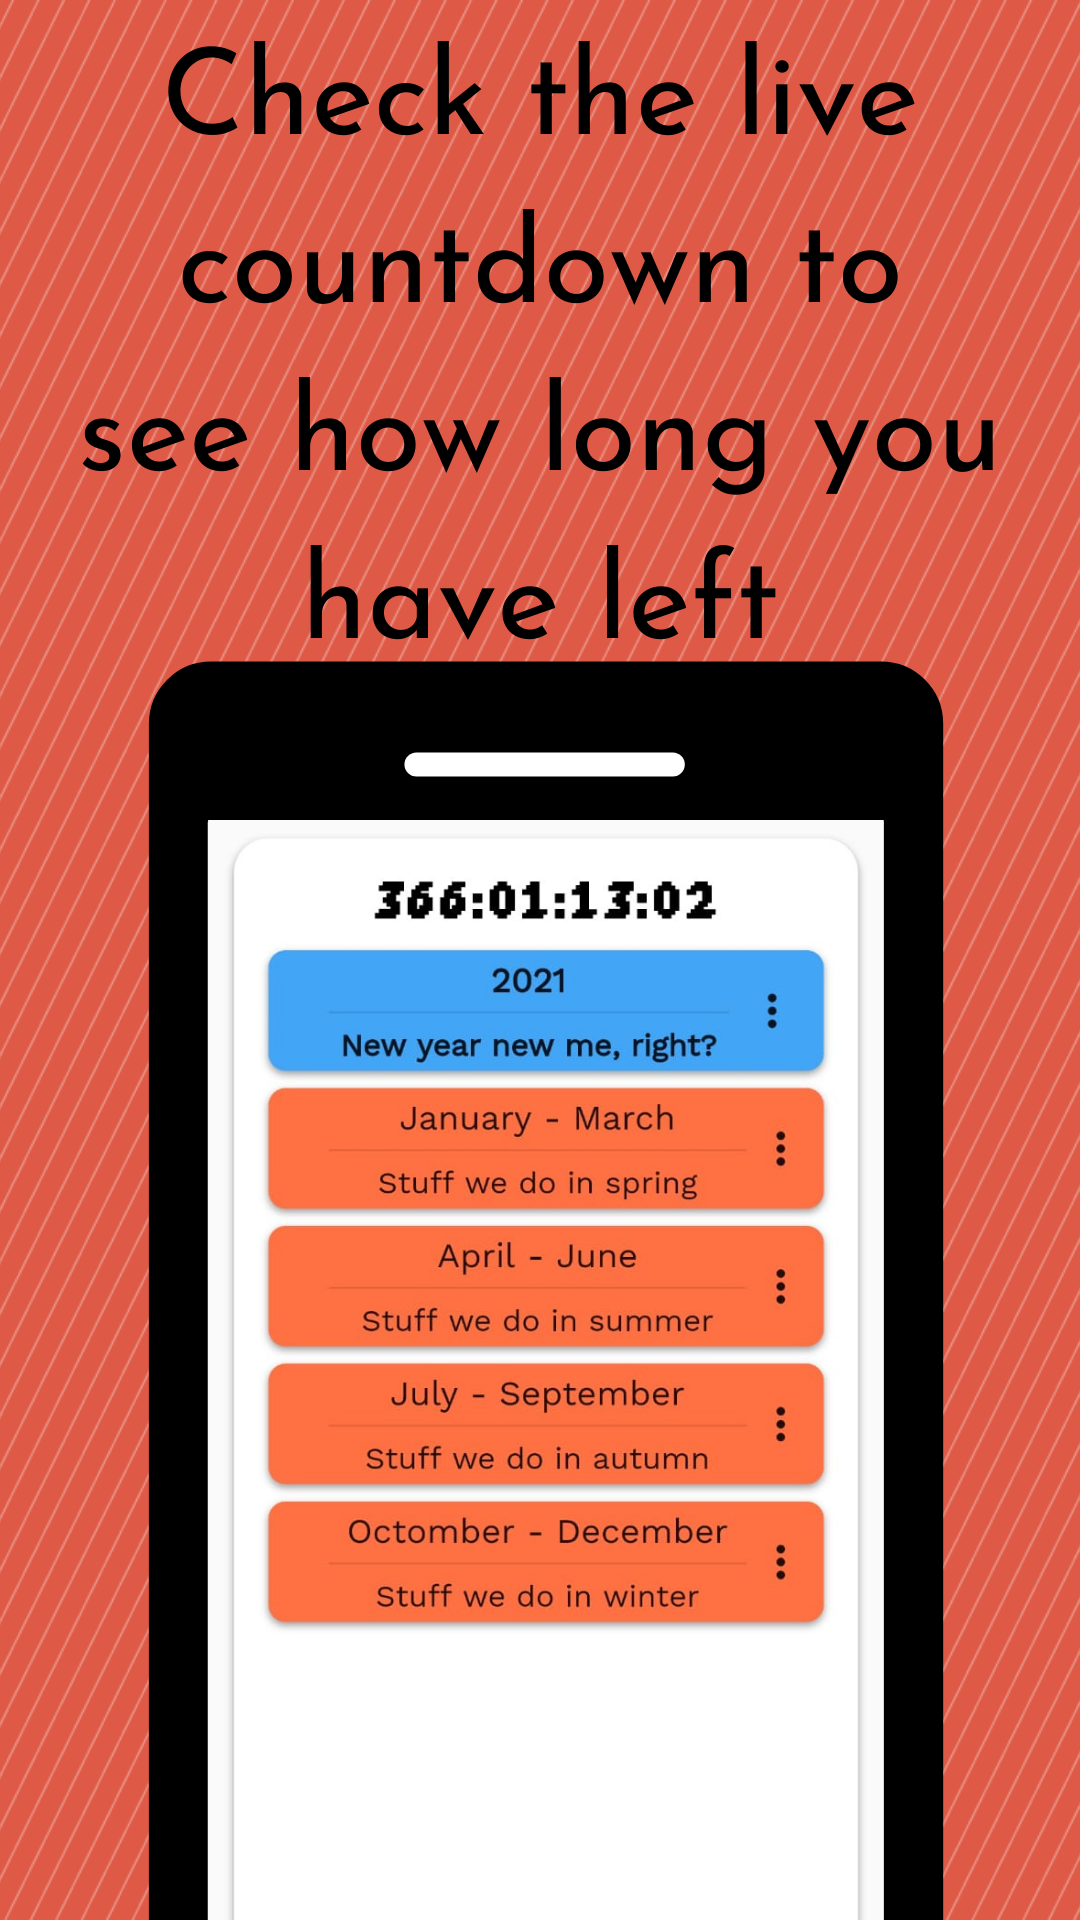 Check the live
countdown to
see how long you
have left
366:01:13:02
2021
New year new me, right?
January - March
Stuff we do in spring
April - June
Stuff we do in summer
July - September
Stuff we do in autumn
Octomber - December
Stuff we do in winter